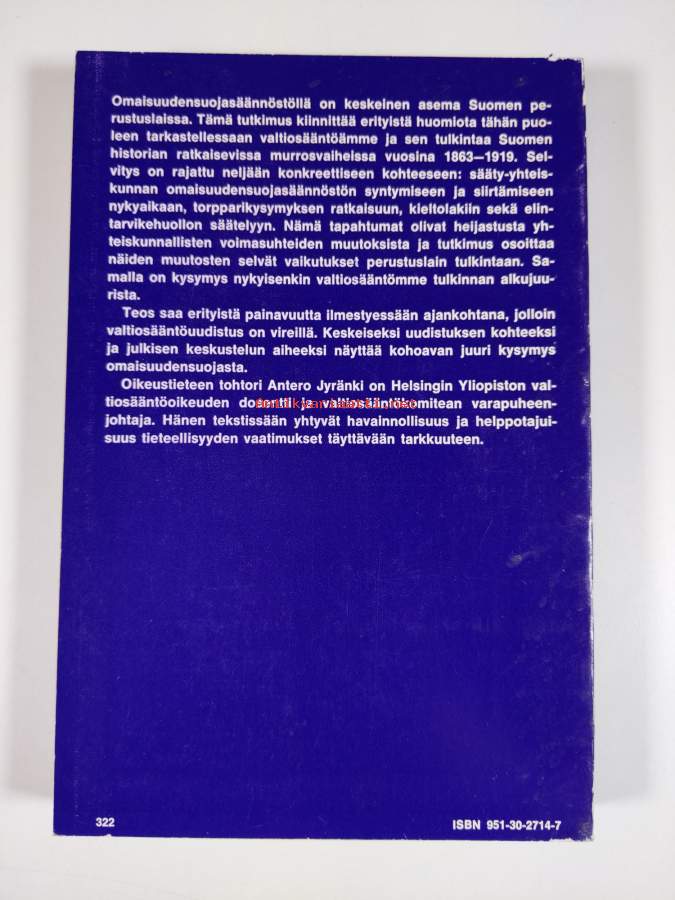 Omaisuudensuojasäännöstöllä on keskeinen asema Suomen pe-
rustuslaissa. Tämä tutkimus kiinnittää erityistä huomiota tähän puo-
leen tarkastellessaan valtiosääntöämme ja sen tulkintaa Suomen
historian ratkaisevissa murrosvaiheissa vuosina 1863—1919. Sel-
vitys on rajattu neljään konkreettiseen kohteeseen: sääty-yhteis-
kunnan omaisuudensuojasäännöstön syntymiseen ja siirtämiseen
nykyaikaan, torpparikysymyksen ratkaisuun, kieltolakiin sekä elin-
tarvikehuollon säätelyyn. Nämä tapahtumat olivat heijastusta yh-
teiskunnallisten voimasuhteiden muutoksista ja tutkimus osoittaa
näiden muutosten selvät vaikutukset perustuslain tulkintaan. Sa-
malla on kysymys nykyisenkin valtiosääntömme tulkinnan alkujuu-
rista.
Teos saa erityistä painavuutta ilmestyessään ajankohtana, jolloin
valtiosääntöuudistus on vireillä. Keskeiseksi uudistuksen kohteeksi
ja julkisen keskustelun aiheeksi näyttää kohoavan juuri kysymys
omaisuudensuojasta.
Oikeustieteen tohtori Antero Jyränki on Helsingin Yliopiston val-
tiosääntöoikeuden dosentti ja valtiosääntökomitean varapuheen-
johtaja. Hänen tekstissään yhtyvät havainnollisuus ja helppotajui-
suus tieteellisyyden vaatimukset täyttävään tarkkuuteen.
Antikvariaatti.net
322
ISBN 951-30-2714-7